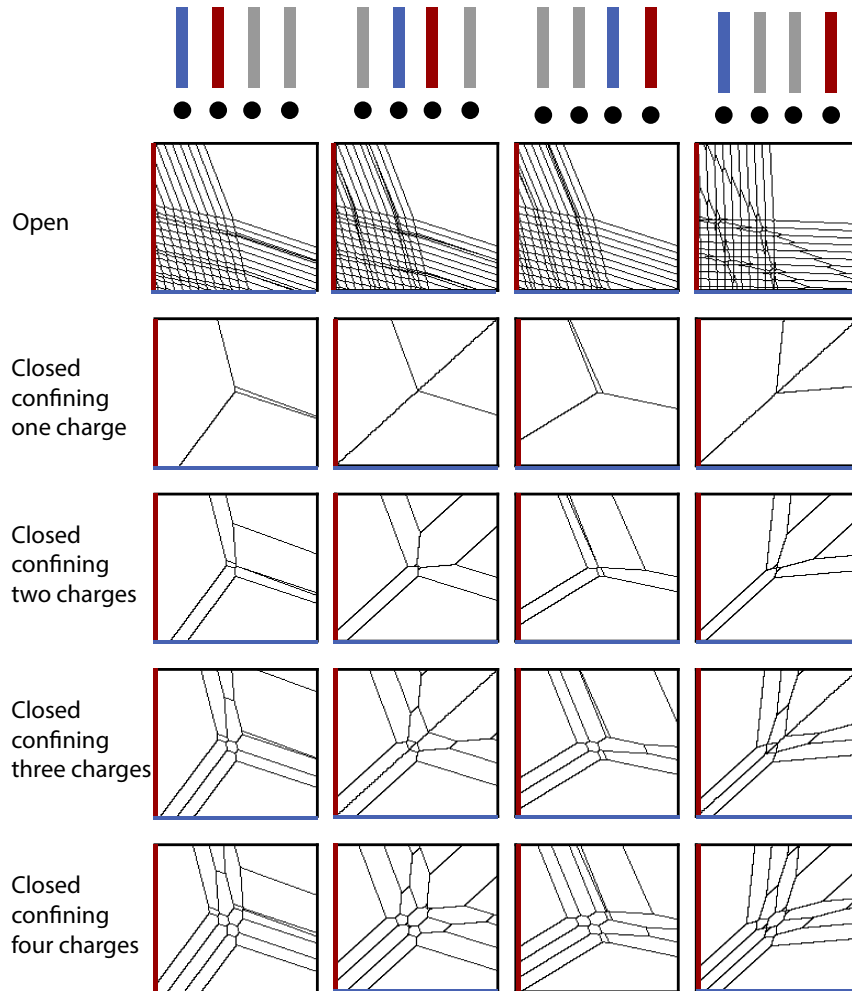 Open
Closed
confining
one charge
Closed
confining
two charges
Closed
confining
three charges
Closed
confining
four charges